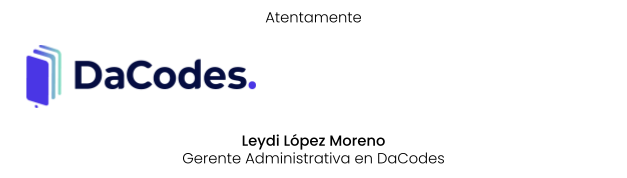 Atentamente
DaCodes.
Leydi López Moreno
Gerente Administrativa en DaCodes